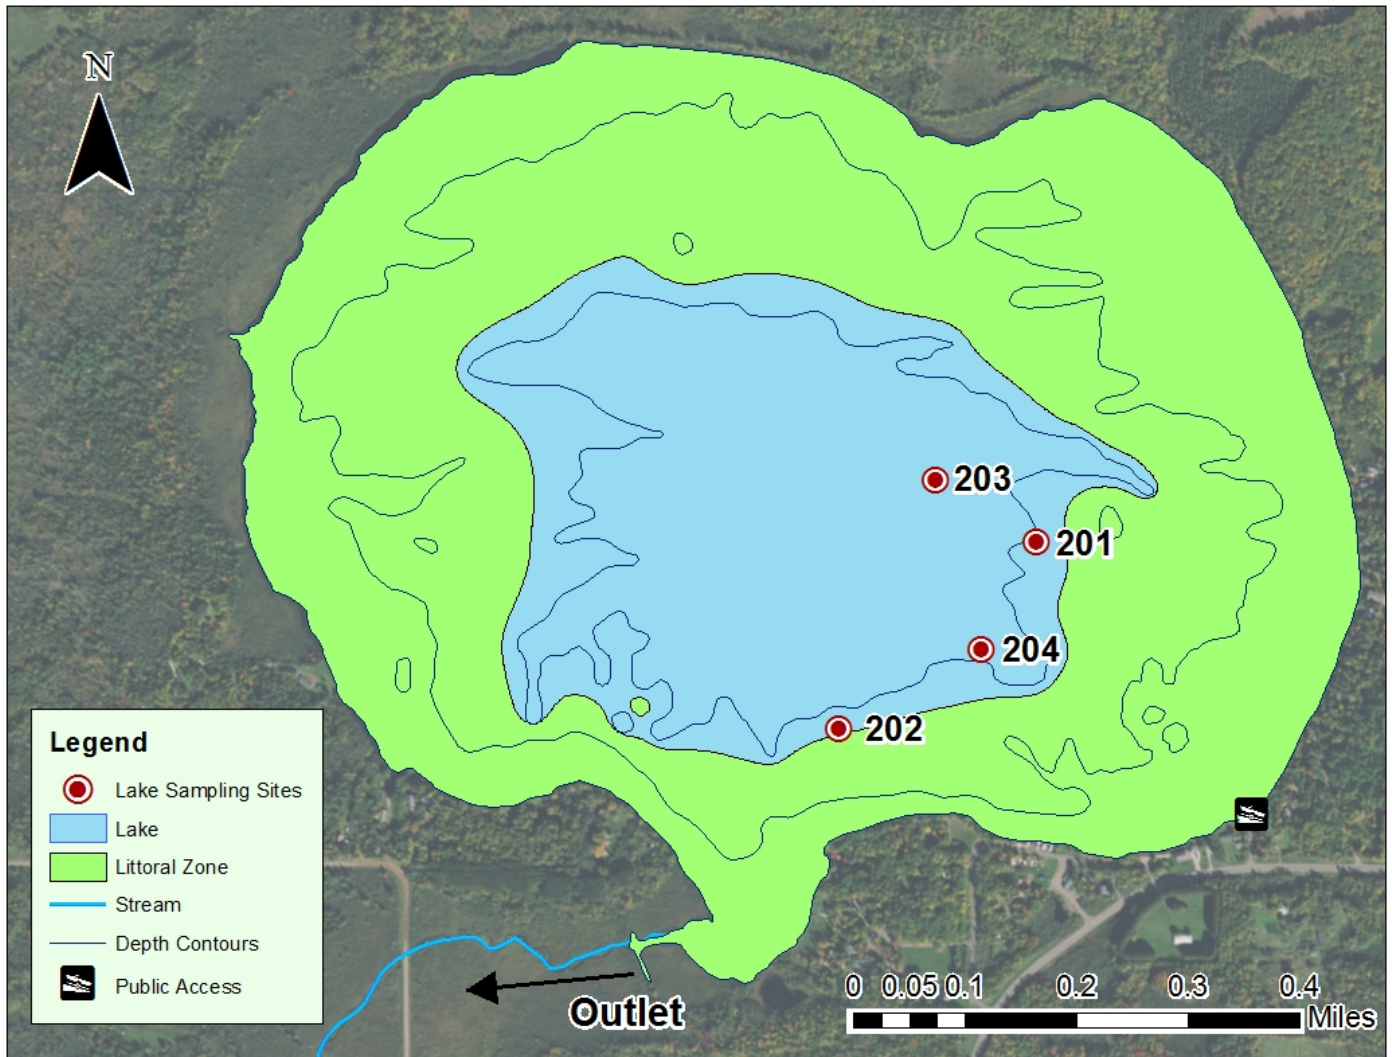 N
203
201
204
202
Legend
Lake Sampling Sites
Lake
Littoral Zone
Stream
Depth Contours
Public Access
Outlet
0 0.05 0.1 0.2 0.3 0.4
Miles